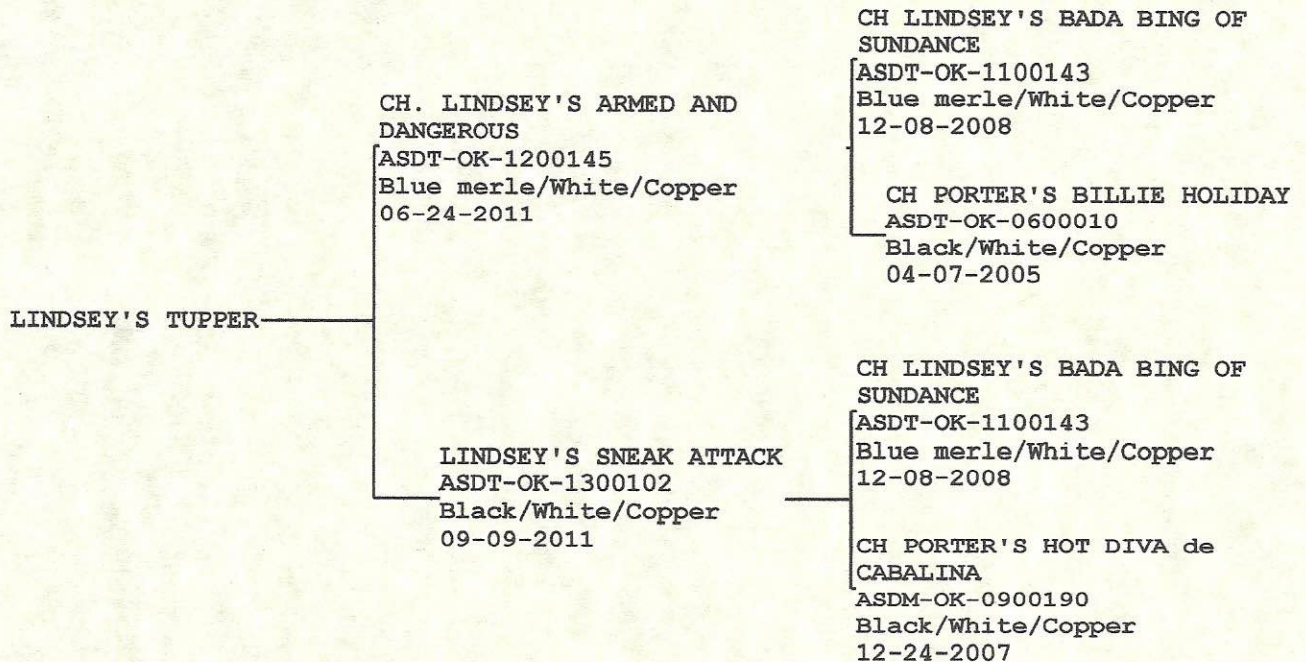 CH LINDSEY'S BADA BING OF
SUNDANCE
ASDT-OK-1100143
Blue merle/White/Copper
12-08-2008
CH. LINDSEY'S ARMED AND
DANGEROUS
ASDT-OK-1200145
Blue merle/White/Copper
06-24-2011
CH PORTER'S BILLIE HOLIDAY
ASDT-OK-0600010
Black/White/Copper
04-07-2005
LINDSEY'S TUPPER
CH LINDSEY'S BADA BING OF
SUNDANCE
ASDT-OK-1100143
Blue merle/White/Copper
12-08-2008
LINDSEY'S SNEAK ATTACK
ASDT-OK-1300102
Black/White/Copper
09-09-2011
CH PORTER'S HOT DIVA de
CABALINA
ASDM-OK-0900190
Black/White/Copper
12-24-2007